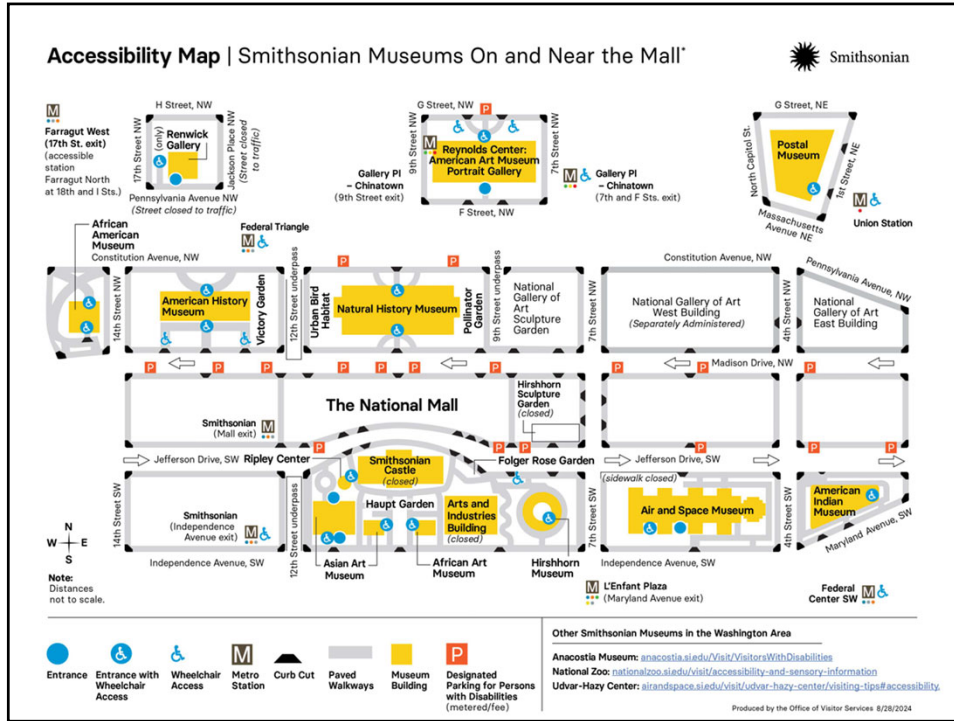 Accessibility Map | Smithsonian Museums On and Near the Mall*
Smithsonian
M
Farragut West
(17th St. exit)
(accessible
station
Farragut North
at 18th and I Sts.)
H Street, NW
17th Street NW
(only)
Renwick
Gallery
Jackson Place NW
(Street closed
to traffic)
Pennsylvania Avenue NW
(Street closed to traffic)
G Street, NW
P
9th Street NW
M
Reynolds Center:
American Art Museum
Portrait Gallery
7th Street, NW
Gallery Pl
– Chinatown
(9th Street exit)
F Street, NW
M
Gallery Pl
– Chinatown
(7th and F Sts. exit)
G Street, NE
North Capitol St.
Postal
Museum
1st Street, NE
Massachusetts
Avenue NE
M
Union Station
African
American
Museum
Constitution Avenue, NW
Federal Triangle
M
P
P
Constitution Avenue, NW
Pennsylvania Avenue, NW
14th Street NW
American History
Museum
Victory Garden
12th Street underpass
Urban Bird
Habitat
Natural History Museum
Pollinator
Garden
9th Street underpass
National
Gallery of Art
Sculpture
Garden
7th Street NW
National Gallery of Art
West Building
(Separately Administered)
4th Street NW
National
Gallery of Art
East Building
P
P
P
P
P
P
P
P
P
Madison Drive, NW
P
The National Mall
Hirshhorn
Sculpture
Garden
(closed)
Smithsonian
(Mall exit)
M
P
P
P
P
P
P
Jefferson Drive, SW
Ripley Center
Smithsonian
Castle
(closed)
Folger Rose Garden
Jefferson Drive, SW
(sidewalk closed)
14th Street SW
Smithsonian
(Independence
Avenue exit)
M
12th Street underpass
Haupt Garden
Arts and
Industries
Building
(closed)
7th Street SW
Air and Space Museum
4th Street SW
American
Indian
Museum
Maryland Avenue, SW
Independence Avenue, SW
Asian Art
Museum
African Art
Museum
Hirshhorn
Museum
Independence Avenue, SW
M
L'Enfant Plaza
(Maryland Avenue exit)
Federal
Center SW
M
N
W E
S
Note:
Distances
not to scale.
Entrance
Entrance with
Wheelchair
Access
Wheelchair
Access
M
Metro
Station
Curb Cut
Paved
Walkways
Museum
Building
P
Designated
Parking for Persons
with Disabilities
(metered/fee)
Other Smithsonian Museums in the Washington Area
Anacostia Museum: anacostia.si.edu/Visit/VisitorsWithDisabilities
National Zoo: nationalzoo.si.edu/visit/accessibility-and-sensory-information
Udvar-Hazy Center: airandspace.si.edu/visit/udvar-hazy-center/visiting-tips#accessibility.
Produced by the Office of Visitor Services 8/28/2024